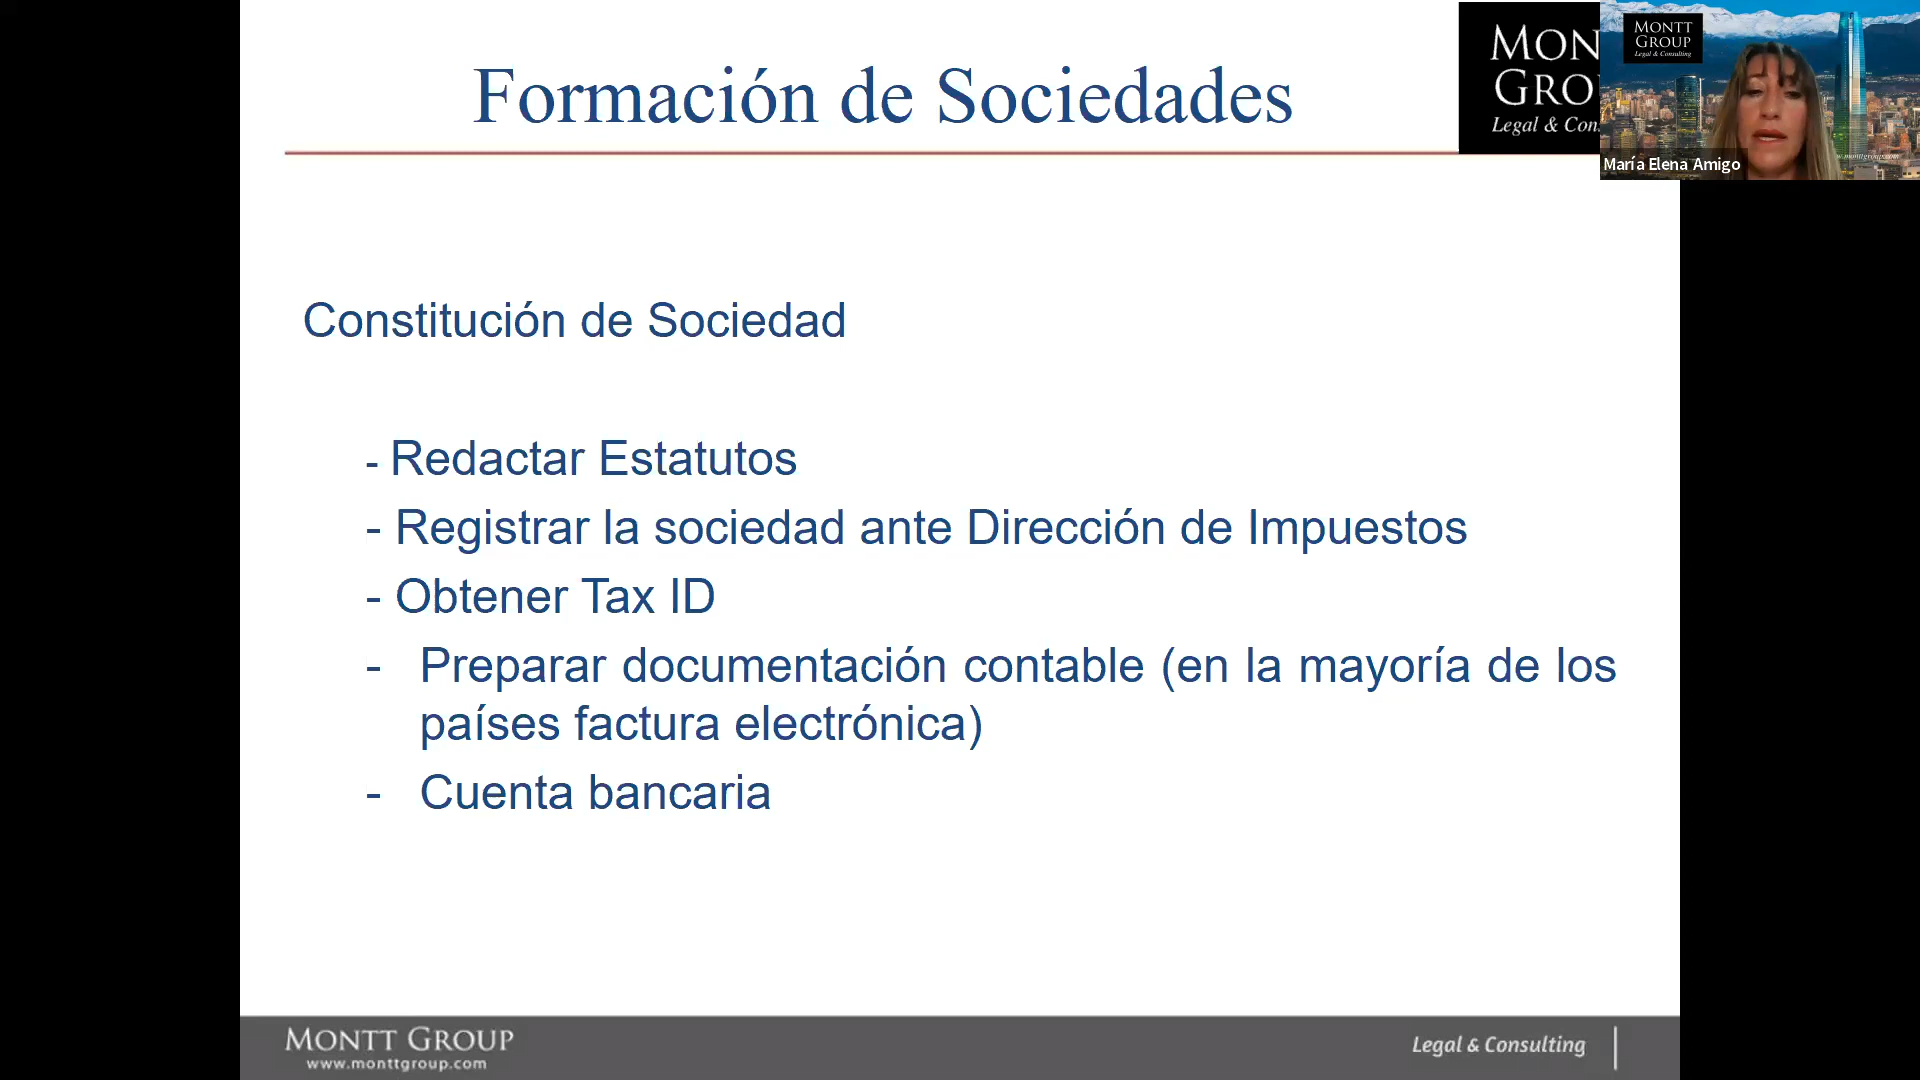 Formación de Sociedades
MONTT
GROUP
Legal & Consulting
María Elena Amigo
Constitución de Sociedad
- Redactar Estatutos
- Registrar la sociedad ante Dirección de Impuestos
- Obtener Tax ID
- Preparar documentación contable (en la mayoría de los
países factura electrónica)
- Cuenta bancaria
MONTT GROUP
www.monttgroup.com
Legal & Consulting